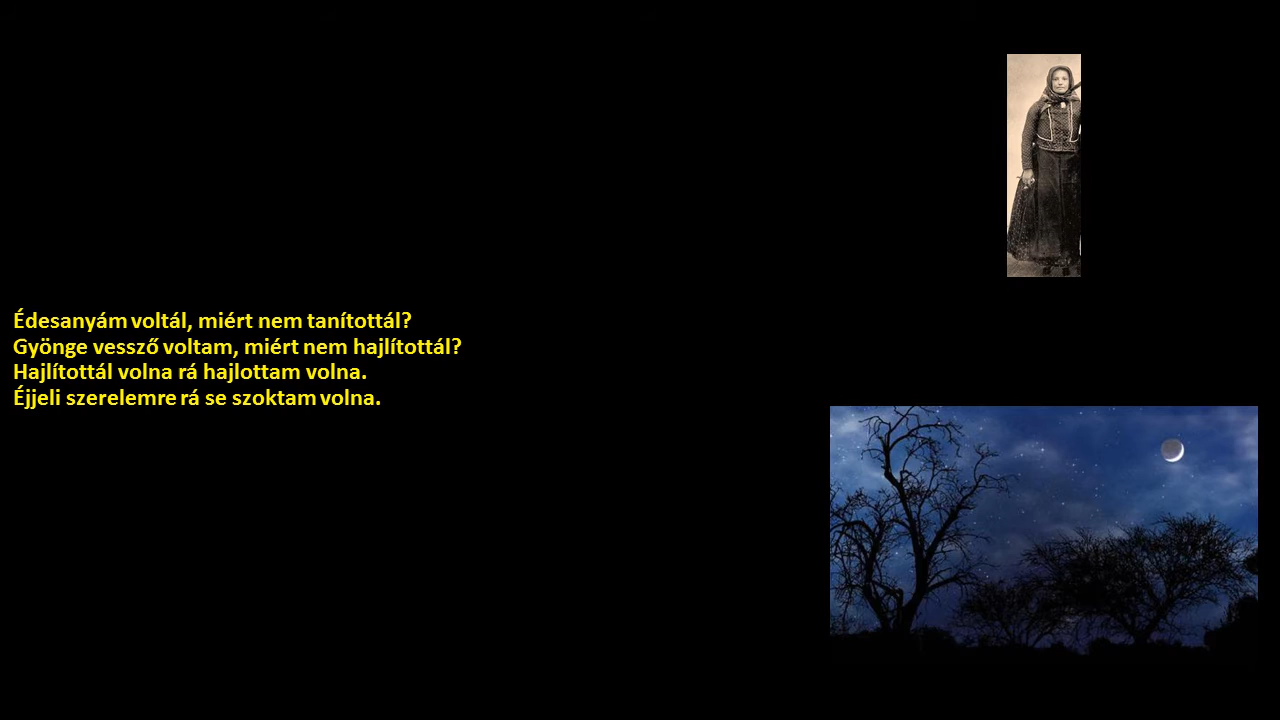 Édesanyám voltál, miért nem tanítottál?
Gyönge vessző voltam, miért nem hajlítottál?
Hajlítottál volna rá hajlottam volna.
Éjjeli szerelemre rá se szoktam volna.